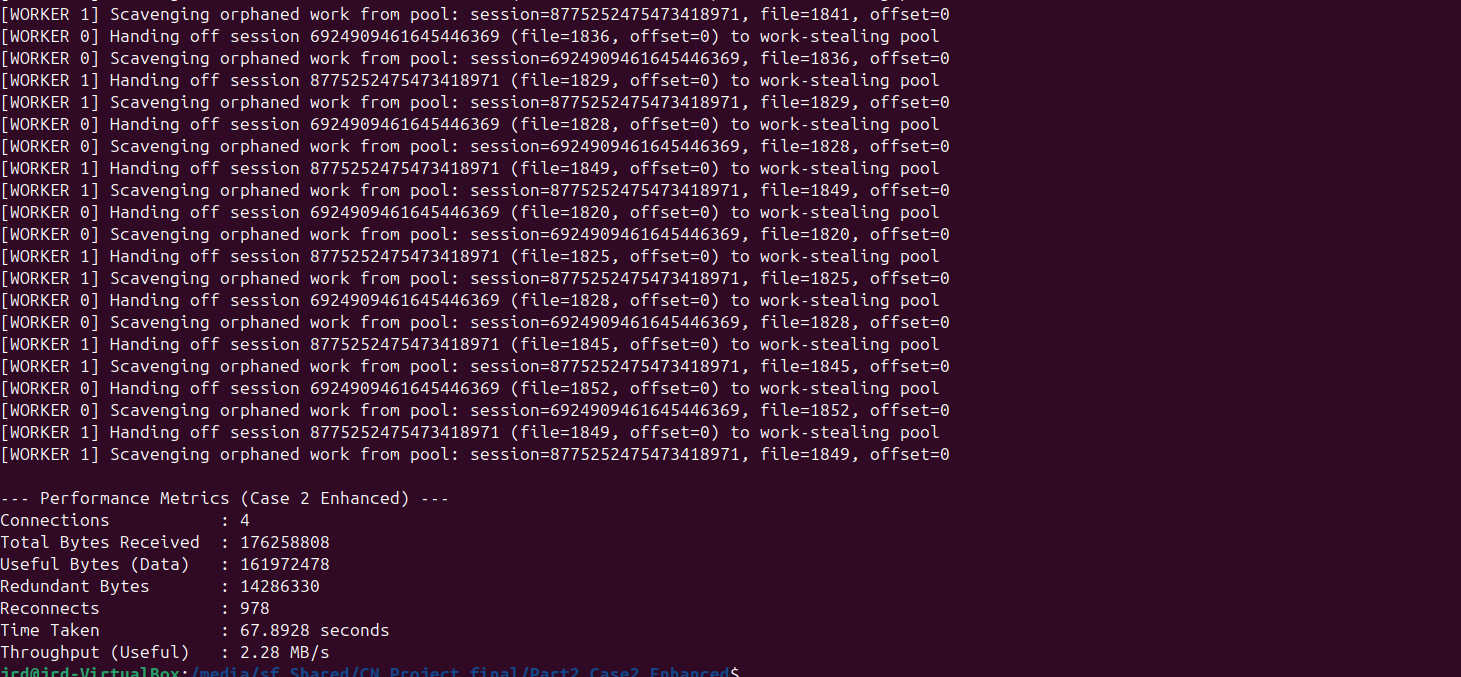 [WORKER 1] Scavenging orphaned work from pool: session=8775252475473418971, file=1841, offset=0
[WORKER 0] Handing off session 6924909461645446369 (file=1836, offset=0) to work-stealing pool
[WORKER 0] Scavenging orphaned work from pool: session=6924909461645446369, file=1836, offset=0
[WORKER 1] Handing off session 8775252475473418971 (file=1829, offset=0) to work-stealing pool
[WORKER 1] Scavenging orphaned work from pool: session=8775252475473418971, file=1829, offset=0
[WORKER 0] Handing off session 6924909461645446369 (file=1828, offset=0) to work-stealing pool
[WORKER 0] Scavenging orphaned work from pool: session=6924909461645446369, file=1828, offset=0
[WORKER 1] Handing off session 8775252475473418971 (file=1849, offset=0) to work-stealing pool
[WORKER 1] Scavenging orphaned work from pool: session=8775252475473418971, file=1849, offset=0
[WORKER 0] Handing off session 6924909461645446369 (file=1820, offset=0) to work-stealing pool
[WORKER 0] Scavenging orphaned work from pool: session=6924909461645446369, file=1820, offset=0
[WORKER 1] Handing off session 8775252475473418971 (file=1825, offset=0) to work-stealing pool
[WORKER 1] Scavenging orphaned work from pool: session=8775252475473418971, file=1825, offset=0
[WORKER 0] Handing off session 6924909461645446369 (file=1828, offset=0) to work-stealing pool
[WORKER 0] Scavenging orphaned work from pool: session=6924909461645446369, file=1828, offset=0
[WORKER 1] Handing off session 8775252475473418971 (file=1845, offset=0) to work-stealing pool
[WORKER 1] Scavenging orphaned work from pool: session=8775252475473418971, file=1845, offset=0
[WORKER 0] Handing off session 6924909461645446369 (file=1852, offset=0) to work-stealing pool
[WORKER 0] Scavenging orphaned work from pool: session=6924909461645446369, file=1852, offset=0
[WORKER 1] Handing off session 8775252475473418971 (file=1849, offset=0) to work-stealing pool
[WORKER 1] Scavenging orphaned work from pool: session=8775252475473418971, file=1849, offset=0
--- Performance Metrics (Case 2 Enhanced) ---
Connections : 4
Total Bytes Received : 176258808
Useful Bytes (Data) : 161972478
Redundant Bytes : 14286330
Reconnects : 978
Time Taken : 67.8928 seconds
Throughput (Useful) : 2.28 MB/s
jrd@jrd-VirtualBox:/media/sf_Shared/CN_Project_final/Part2_Case2_Enhanced$